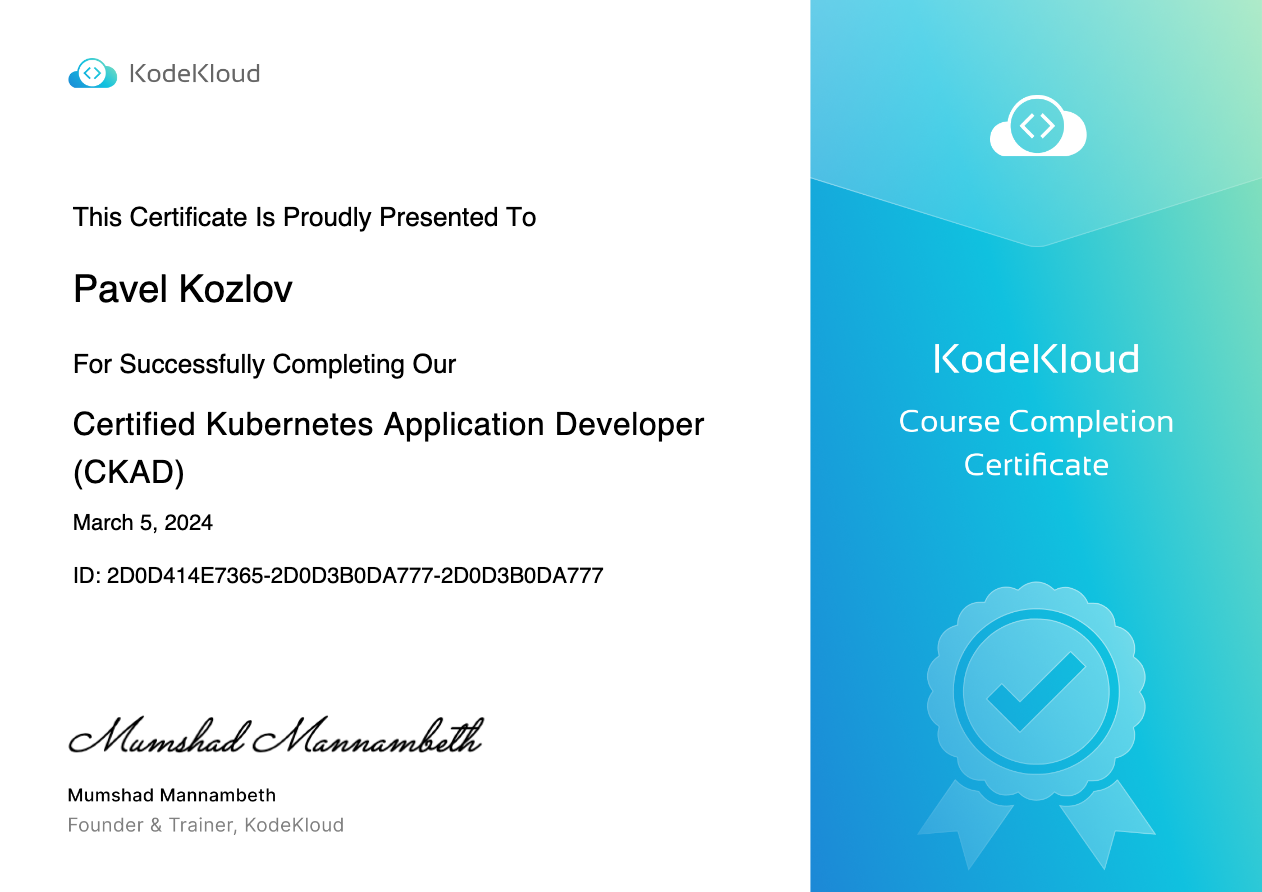 KodeKloud
This Certificate Is Proudly Presented To
Pavel Kozlov
For Successfully Completing Our
Certified Kubernetes Application Developer
(CKAD)
March 5, 2024
ID: 2D0D414E7365-2D0D3B0DA777-2D0D3B0DA777
Mumshad Mannambeth
Mumshad Mannambeth
Founder & Trainer, KodeKloud
KodeKloud
Course Completion
Certificate